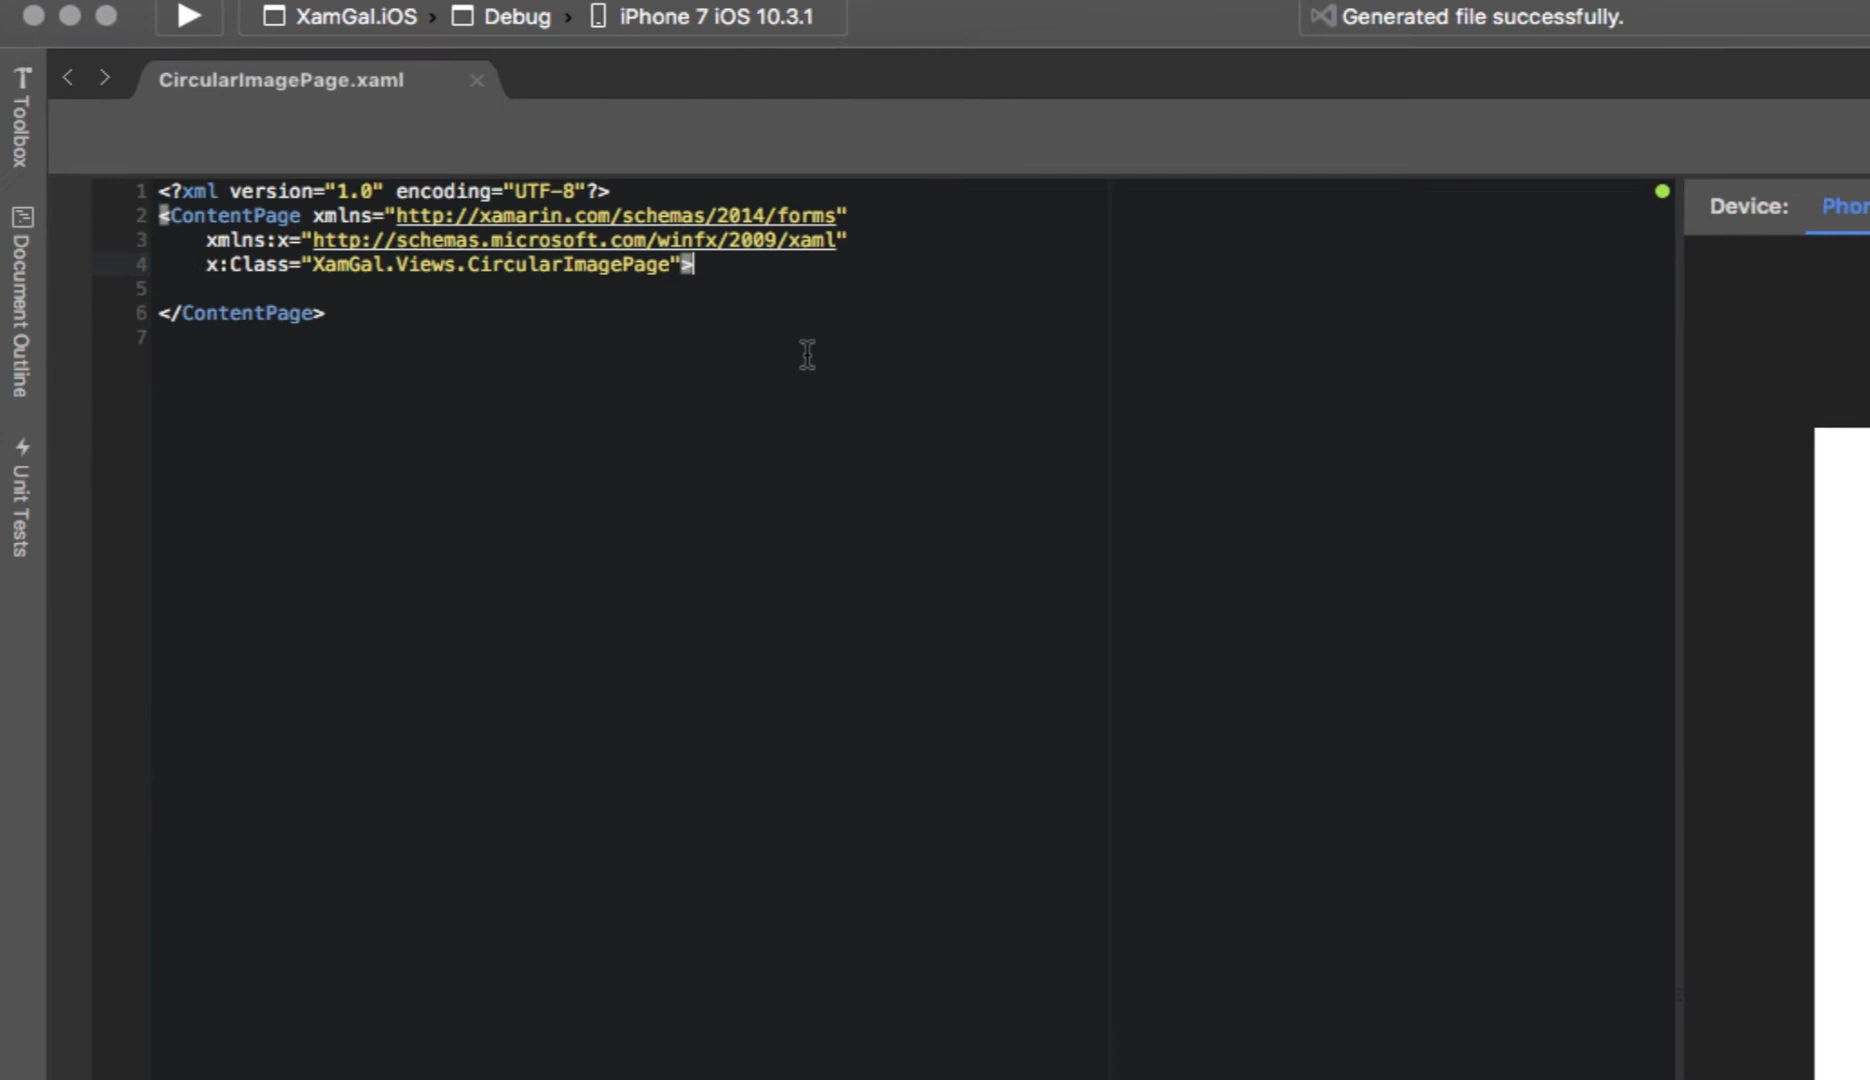 XamGal.iOS › Debug › iPhone 7 iOS 10.3.1
Generated file successfully.
CircularImagePage.xaml
Toolbox
Document Outline
Unit Tests
1 <?xml version="1.0" encoding="UTF-8"?>
2 <ContentPage xmlns="http://xamarin.com/schemas/2014/forms"
3 xmlns:x="http://schemas.microsoft.com/winfx/2009/xaml"
4 x:Class="XamGal.Views.CircularImagePage">
5
6 </ContentPage>
7
Device: